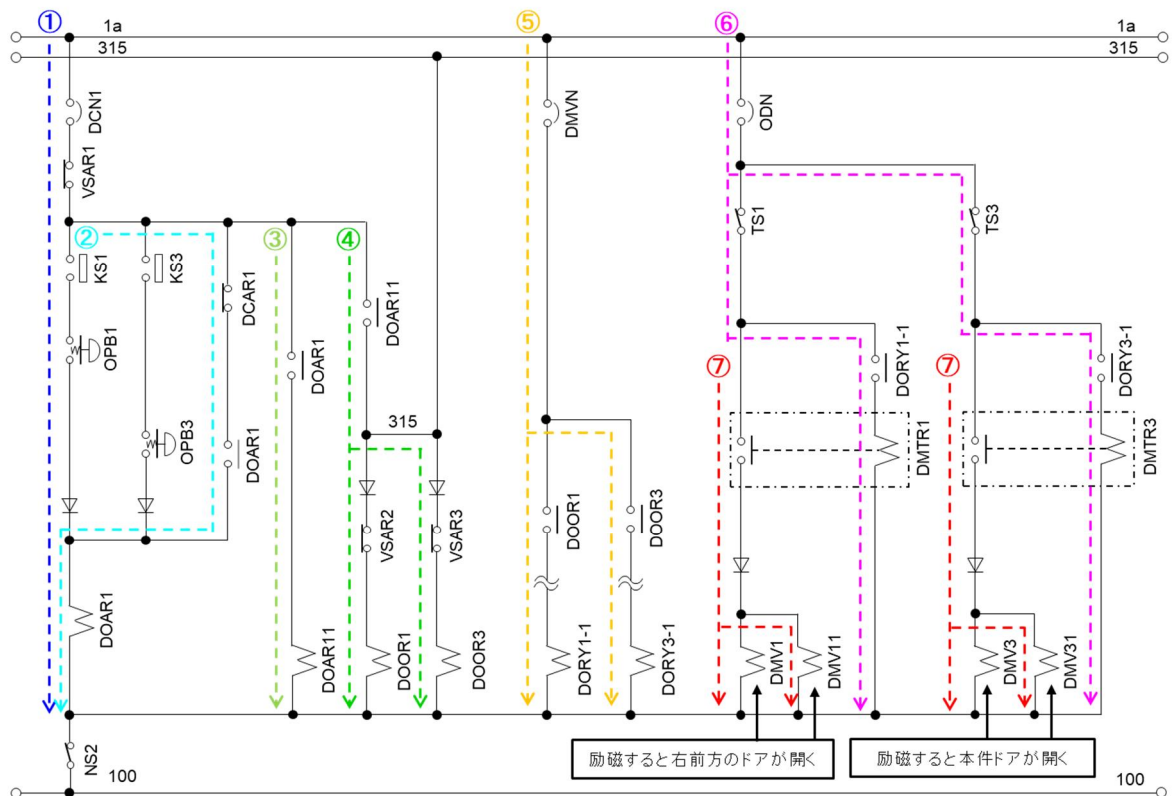 ① ⑤ ⑥
1a 1a
315 315
DCN1
DMVN
ODN
VSAR1
TS1
TS3
② ③ ④
KS1
KS3
DCAR1
DOAR11
OPB1
DOAR1
DORY1-1
DORY3-1
⑦ ⑦
OPB3
DOAR1
315
DMTR1
DMTR3
VSAR2
VSAR3
DOOR1
DOOR3
DOAR1
DOAR11
DOOR1
DOOR3
DORY1-1
DORY3-1
DMV1
DMV11
DMV3
DMV31
NS2
励磁すると右前方のドアが開く
励磁すると本件ドアが開く
100 100